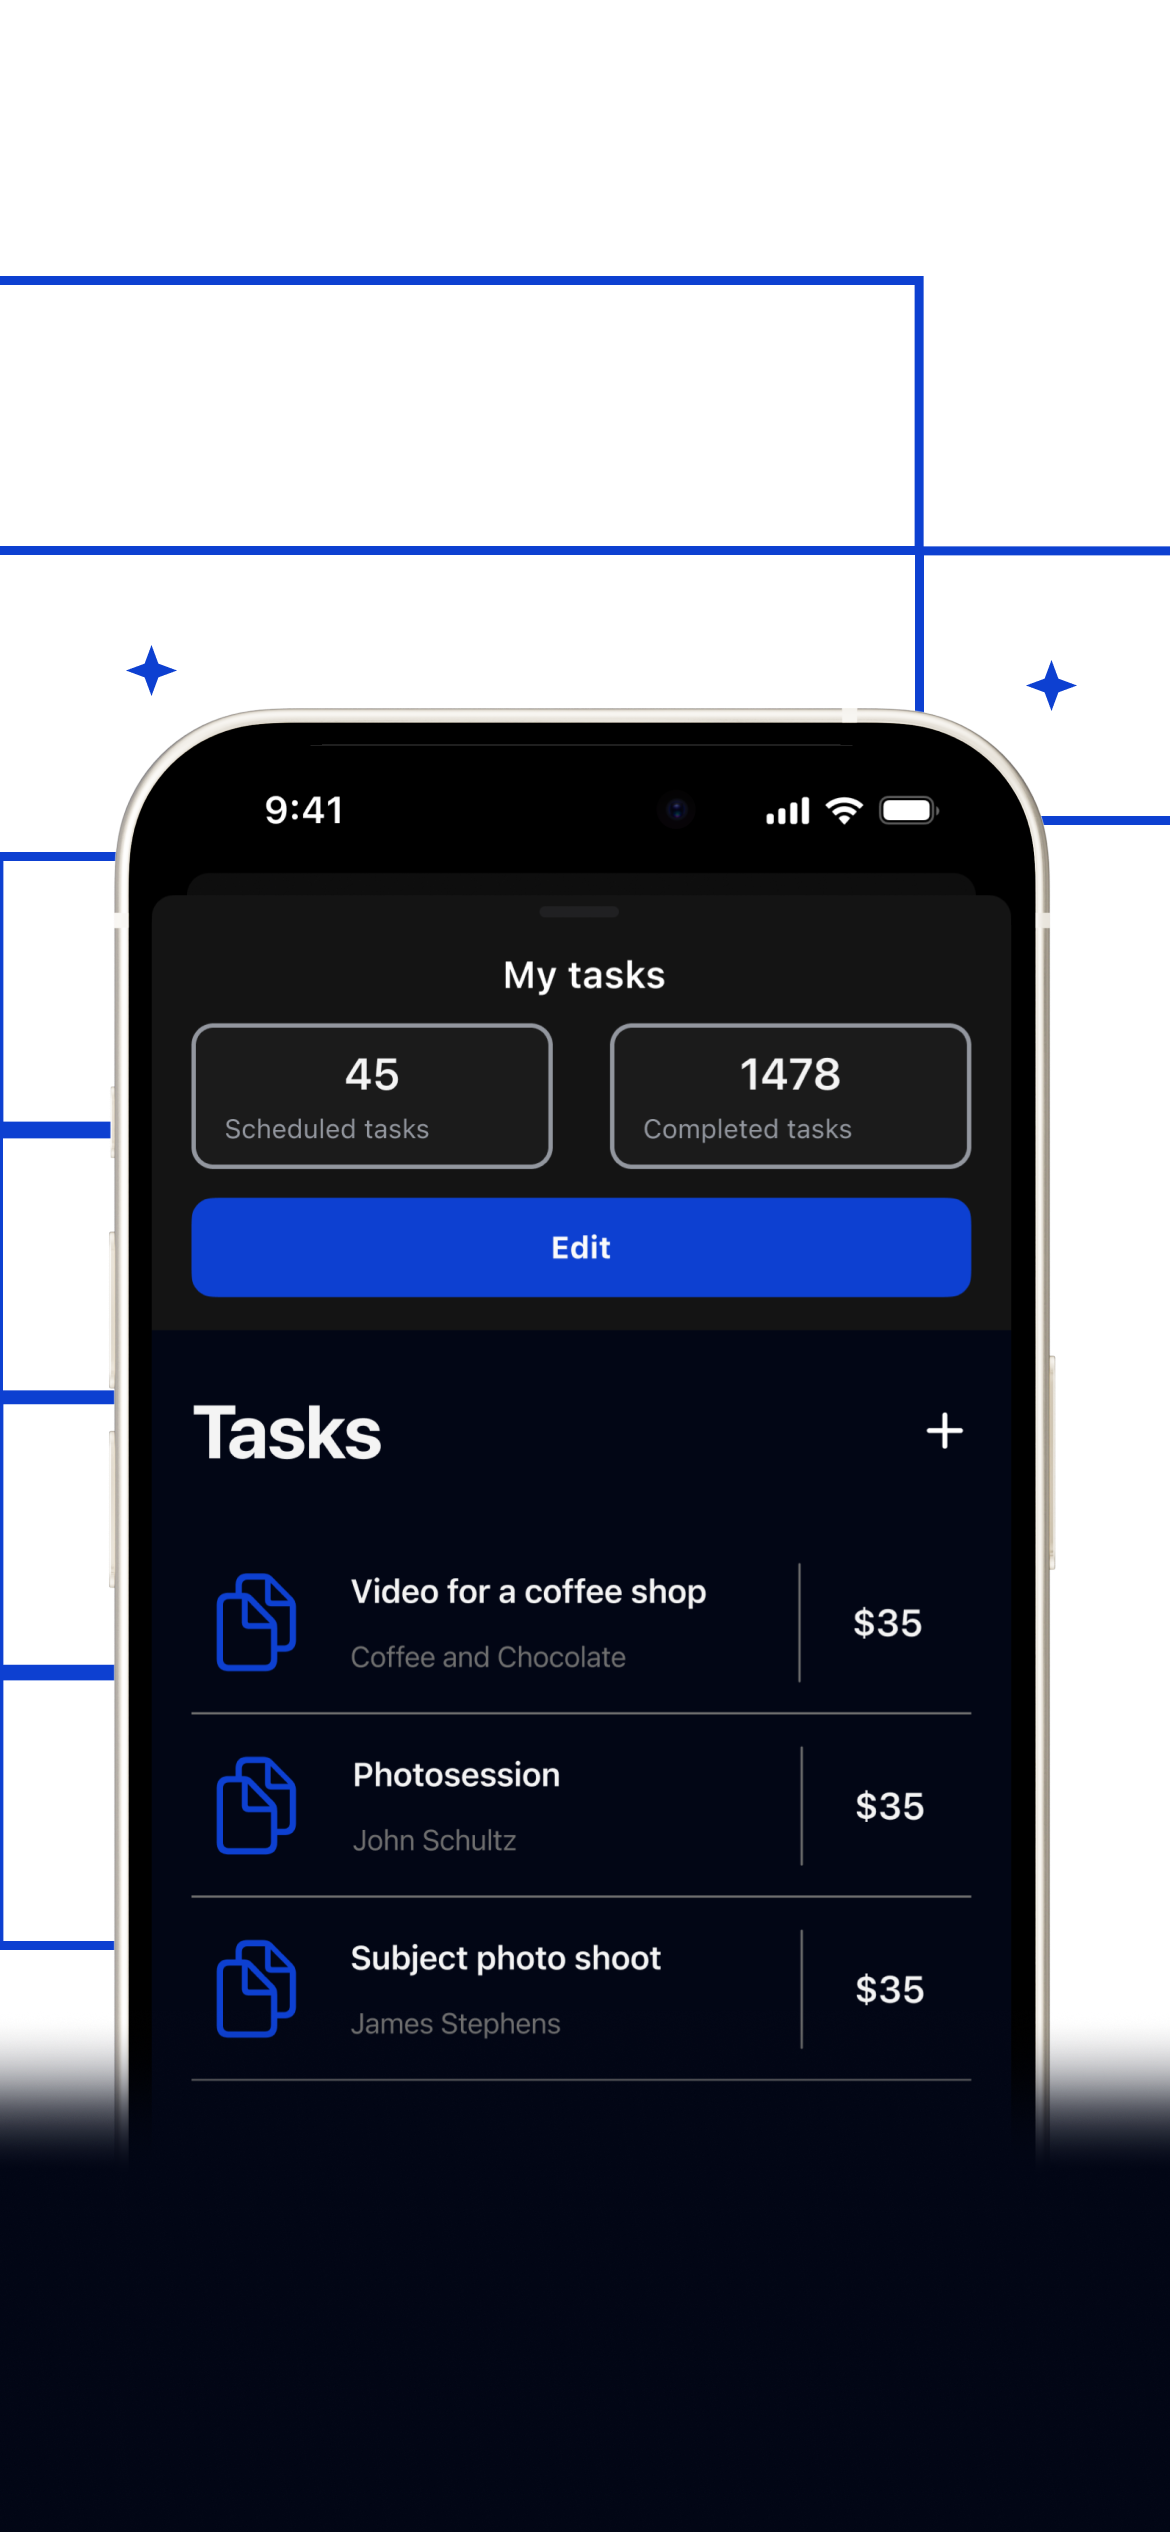 9:41
My tasks
45
Scheduled tasks
1478
Completed tasks
Edit
Tasks
Video for a coffee shop
Coffee and Chocolate
$35
Photosession
John Schultz
$35
Subject photo shoot
James Stephens
$35